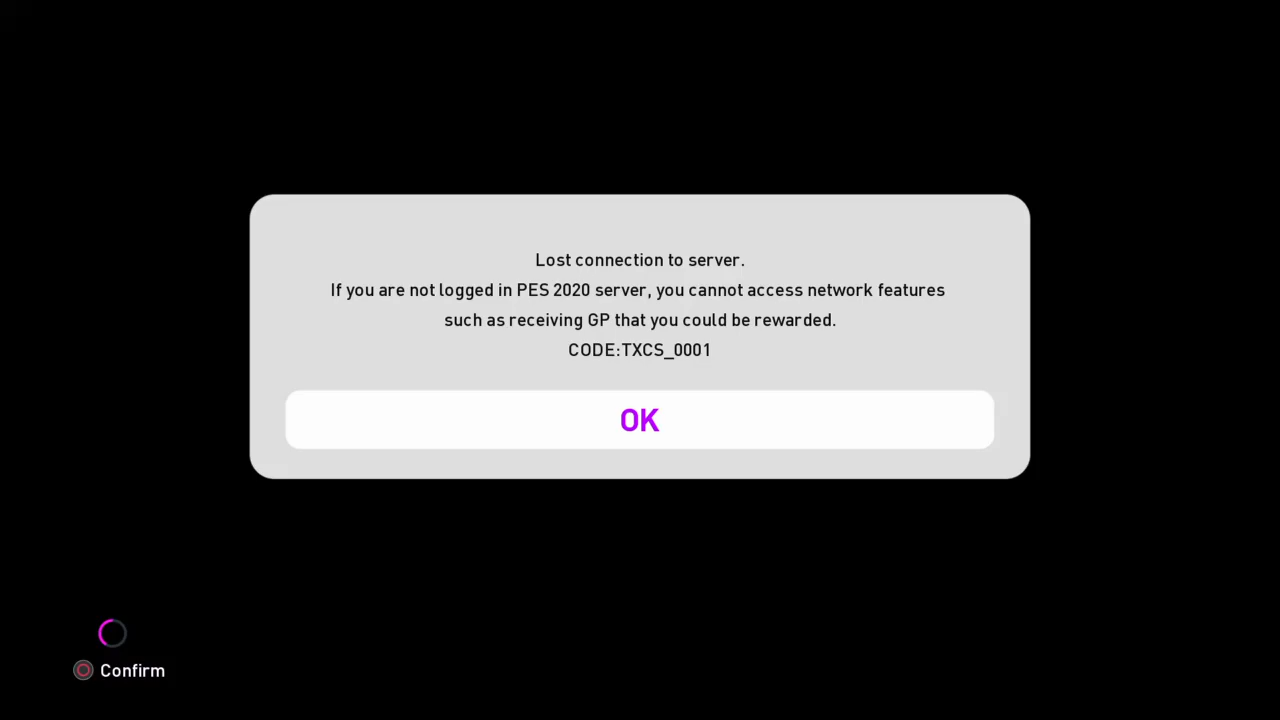 Lost connection to server.
If you are not logged in PES 2020 server, you cannot access network features
such as receiving GP that you could be rewarded.
CODE:TXCS_0001
OK
Confirm